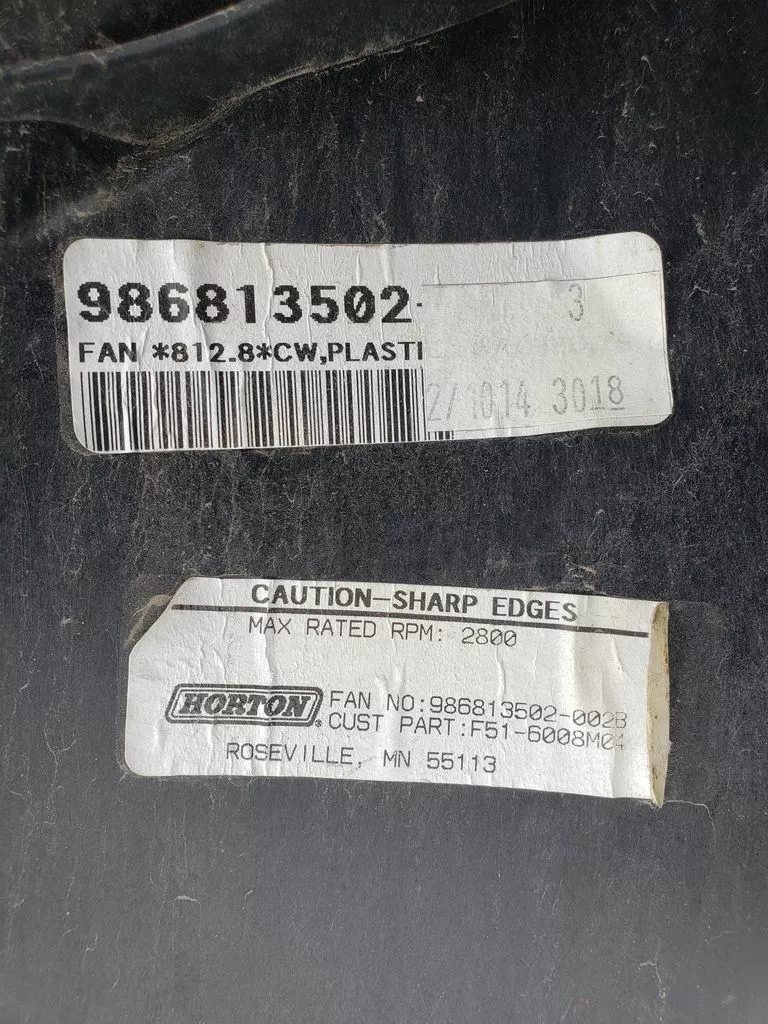 986813502-
3
FAN *812.8*CW,PLASTI
2/1014 3018
CAUTION-SHARP EDGES
MAX RATED RPM: 2800
HORTON®
FAN NO:986813502-002B
CUST PART:F51-6008M04
ROSEVILLE, MN 55113